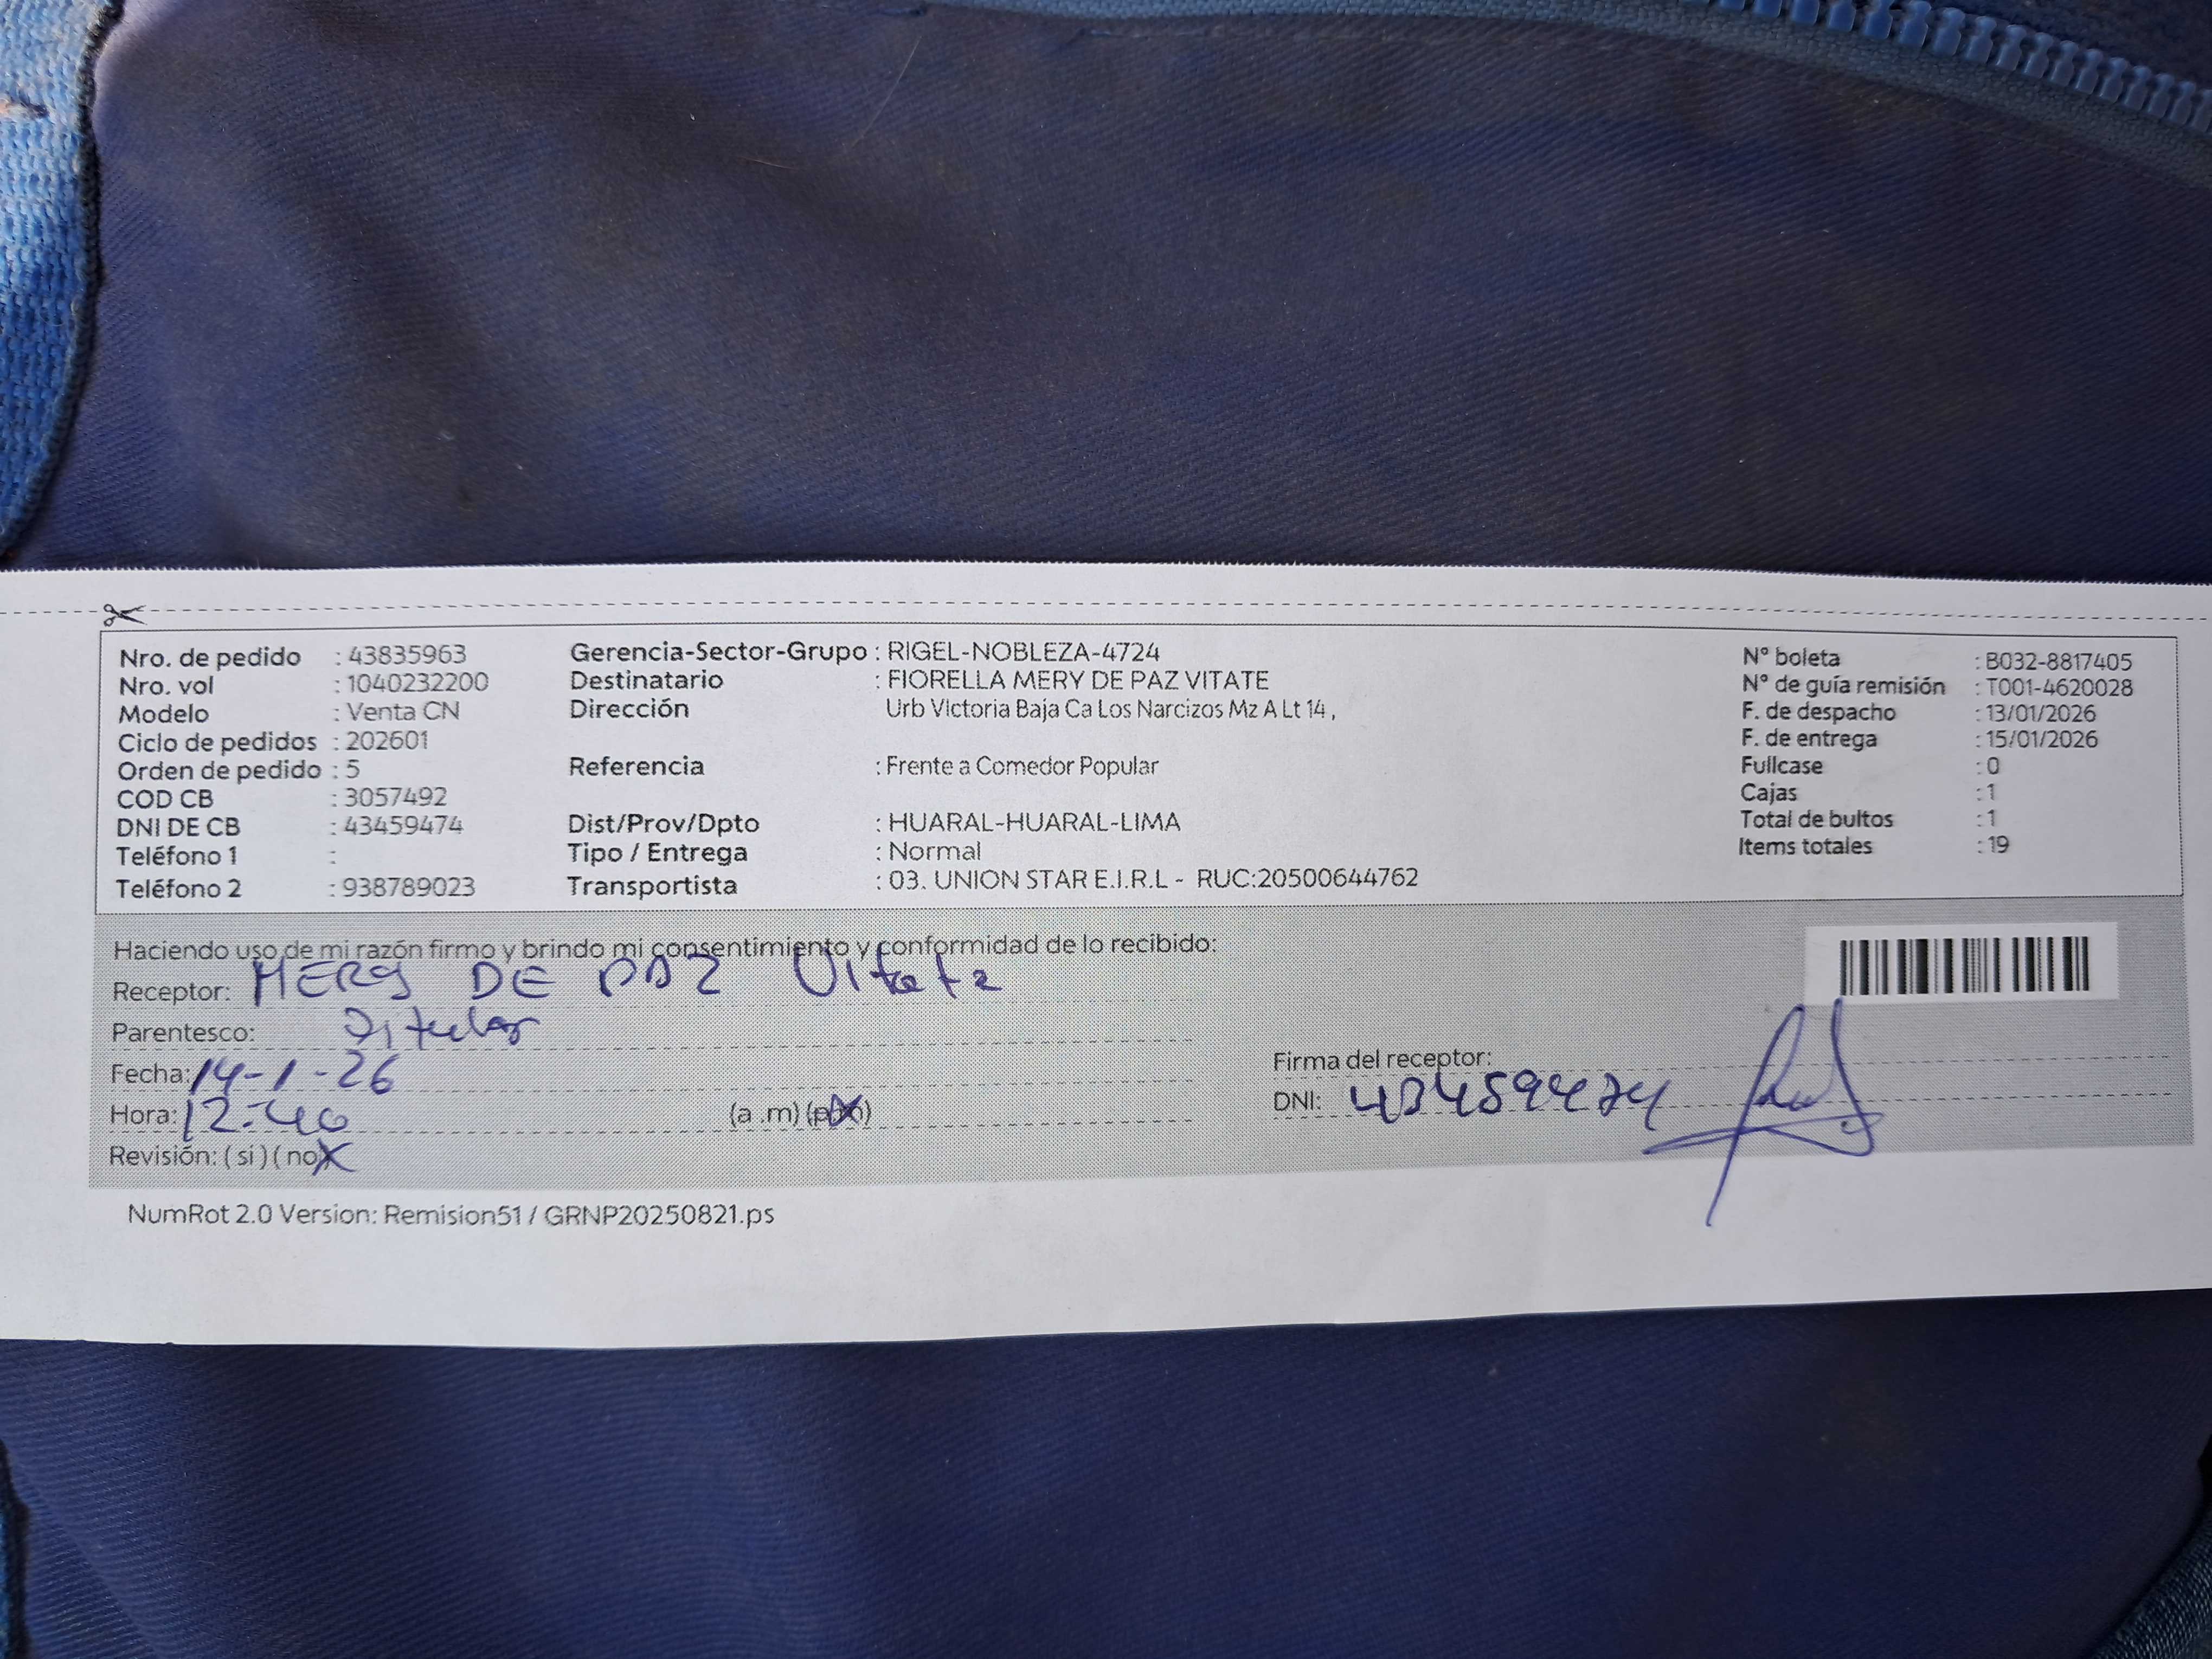 Nro. de pedido : 43835963 Gerencia-Sector-Grupo : RIGEL-NOBLEZA-4724 N° boleta : B032-8817405
Nro. vol : 1040232200 Destinatario : FIORELLA MERY DE PAZ VITATE N° de guía remisión : T001-4620028
Modelo : Venta CN Dirección Urb Victoria Baja Ca Los Narcizos Mz A Lt 14 , F. de despacho : 13/01/2026
Ciclo de pedidos : 202601 F. de entrega : 15/01/2026
Orden de pedido : 5 Referencia : Frente a Comedor Popular Fullcase : 0
COD CB : 3057492 Cajas : 1
DNI DE CB : 43459474 Dist/Prov/Dpto : HUARAL-HUARAL-LIMA Total de bultos : 1
Teléfono 1 : Tipo / Entrega : Normal Items totales : 19
Teléfono 2 : 938789023 Transportista : 03. UNION STAR E.I.R.L - RUC:20500644762
Haciendo uso de mi razón firmo y brindo mi consentimiento y conformidad de lo recibido:
Receptor: MERY DE PAZ Vitate
Parentesco: Titular
Fecha: 14-1-26 Firma del receptor:
Hora: 12:40 (a .m) (p.m) DNI: 43459474
Revisión: ( si ) ( no )
NumRot 2.0 Version: Remision51 / GRNP20250821.ps